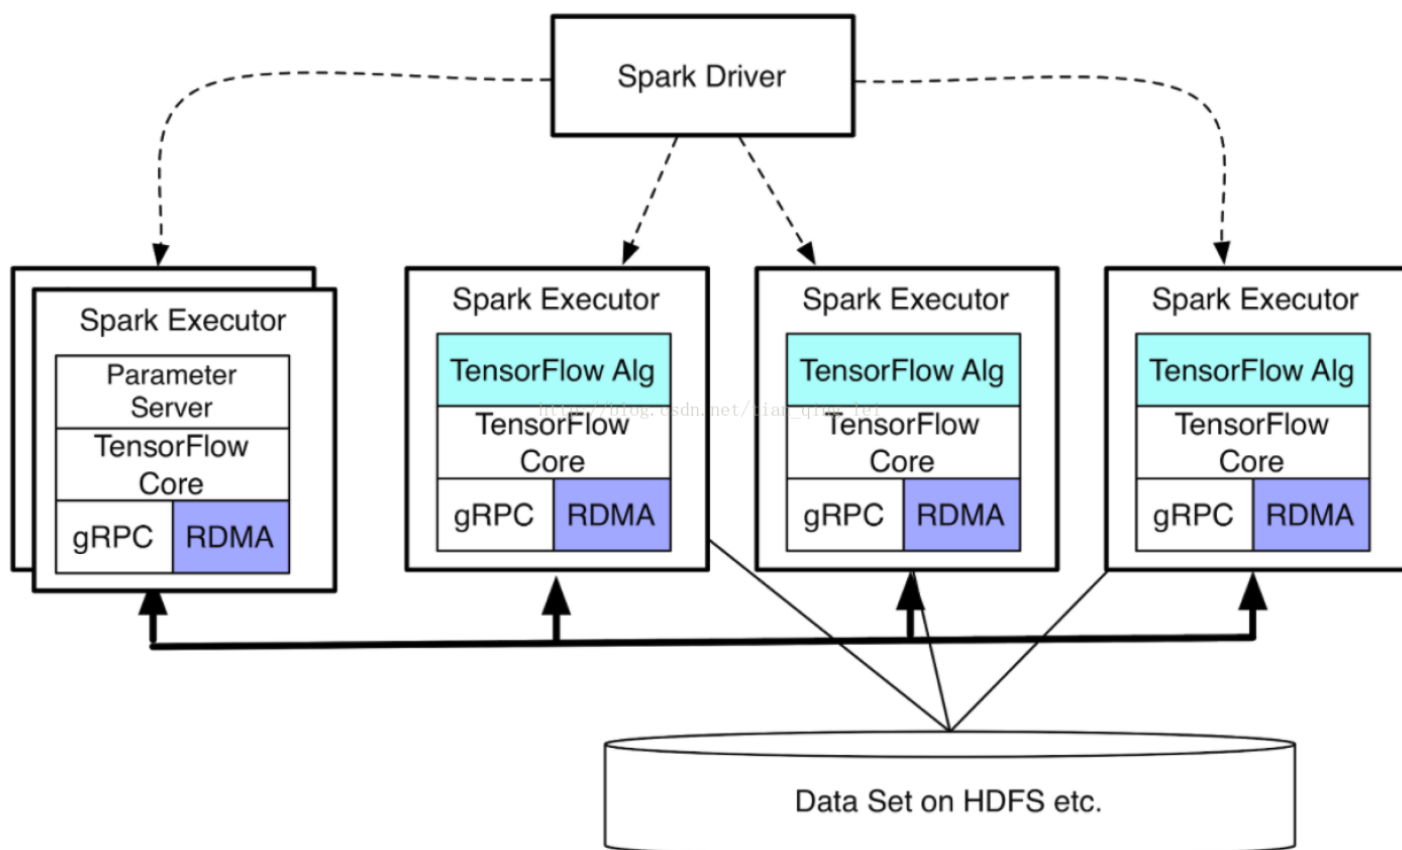 Spark Driver
Spark Executor
Parameter
Server
TensorFlow
Core
gRPC RDMA
Spark Executor
TensorFlow Alg
TensorFlow
Core
gRPC RDMA
Spark Executor
TensorFlow Alg
TensorFlow
Core
gRPC RDMA
Spark Executor
TensorFlow Alg
TensorFlow
Core
gRPC RDMA
Data Set on HDFS etc.